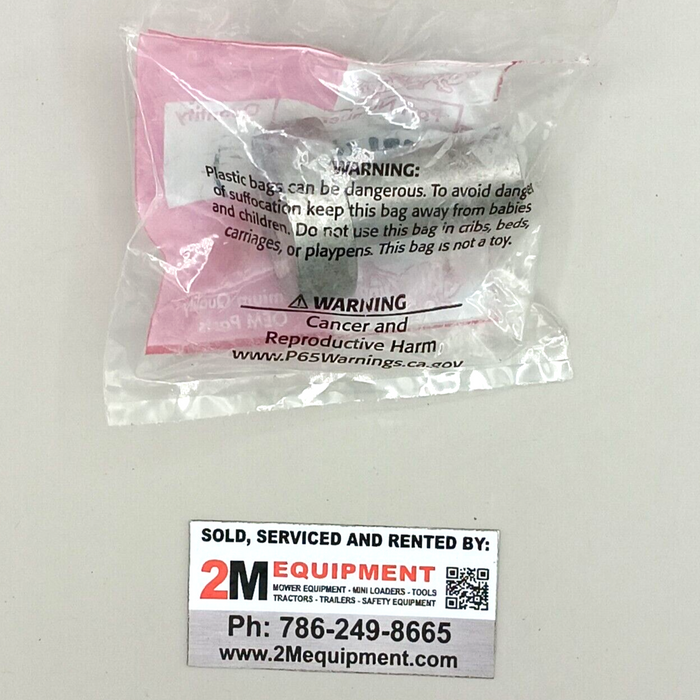 WARNING:
Plastic bags can be dangerous. To avoid danger
of suffocation keep this bag away from babies
and children. Do not use this bag in cribs, beds,
carriages, or playpens. This bag is not a toy.
⚠ WARNING
Cancer and
Reproductive Harm
www.P65Warnings.ca.gov
SOLD, SERVICED AND RENTED BY:
2M EQUIPMENT
MOWER EQUIPMENT - MINI LOADERS - TOOLS
TRACTORS - TRAILERS - SAFETY EQUIPMENT
Ph: 786-249-8665
www.2Mequipment.com